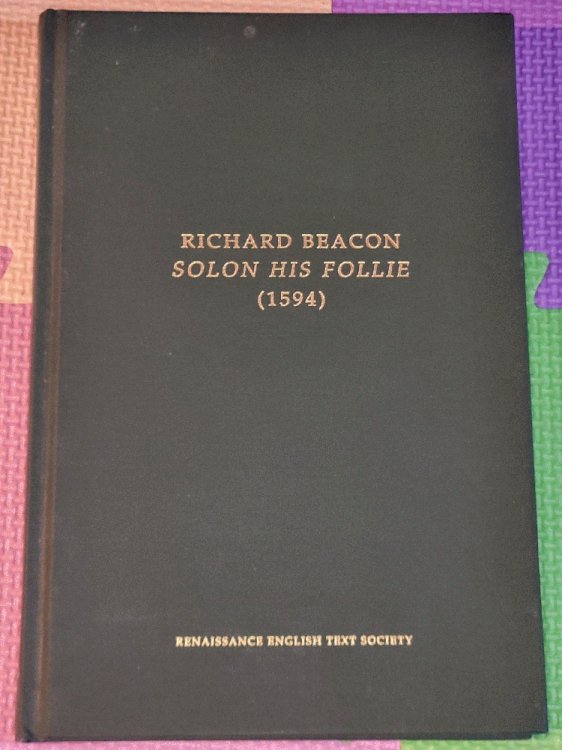 RICHARD BEACON
SOLON HIS FOLLIE
(1594)
RENAISSANCE ENGLISH TEXT SOCIETY